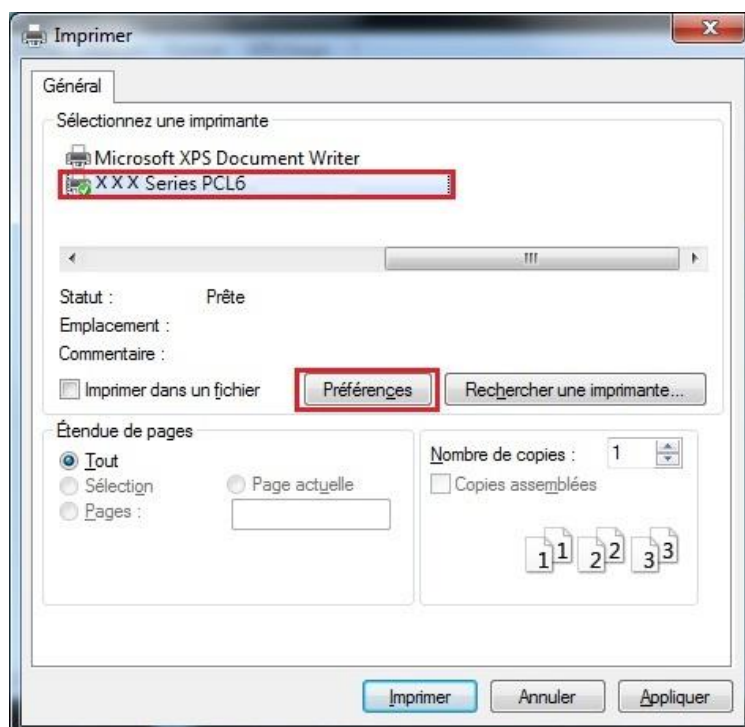 Imprimer
Général
Sélectionnez une imprimante
Microsoft XPS Document Writer
X X X Series PCL6
Statut : Prête
Emplacement :
Commentaire :
Imprimer dans un fichier Préférences Rechercher une imprimante...
Étendue de pages
Tout
Sélection Page actuelle
Pages :
Nombre de copies : 1
Copies assemblées
1 1 2 2 3 3
Imprimer Annuler Appliquer